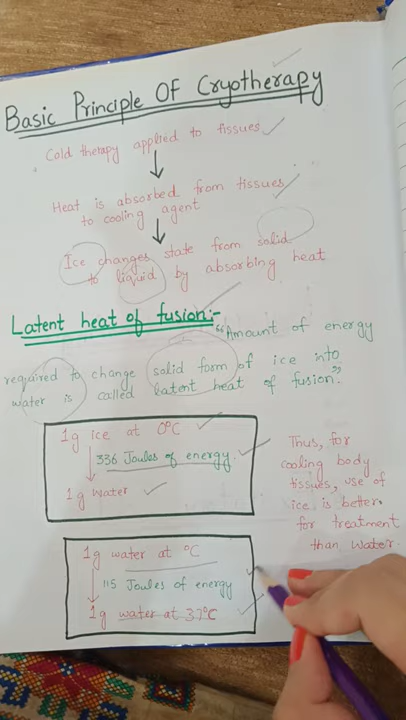 Basic Principle Of Cryotherapy
Cold therapy applied to tissues
Heat is absorbed from tissues
to cooling agent
Ice changes state from solid
to liquid by absorbing heat
Latent heat of fusion:-
"Amount of energy
required to change solid form of ice into
water is called latent heat of fusion."
1g ice at 0°C
336 Joules of energy.
1g water
1g water at °C
115 Joules of energy
1g water at 37°C
Thus, for
cooling body
tissues, use of
ice is better
for treatment
than water.